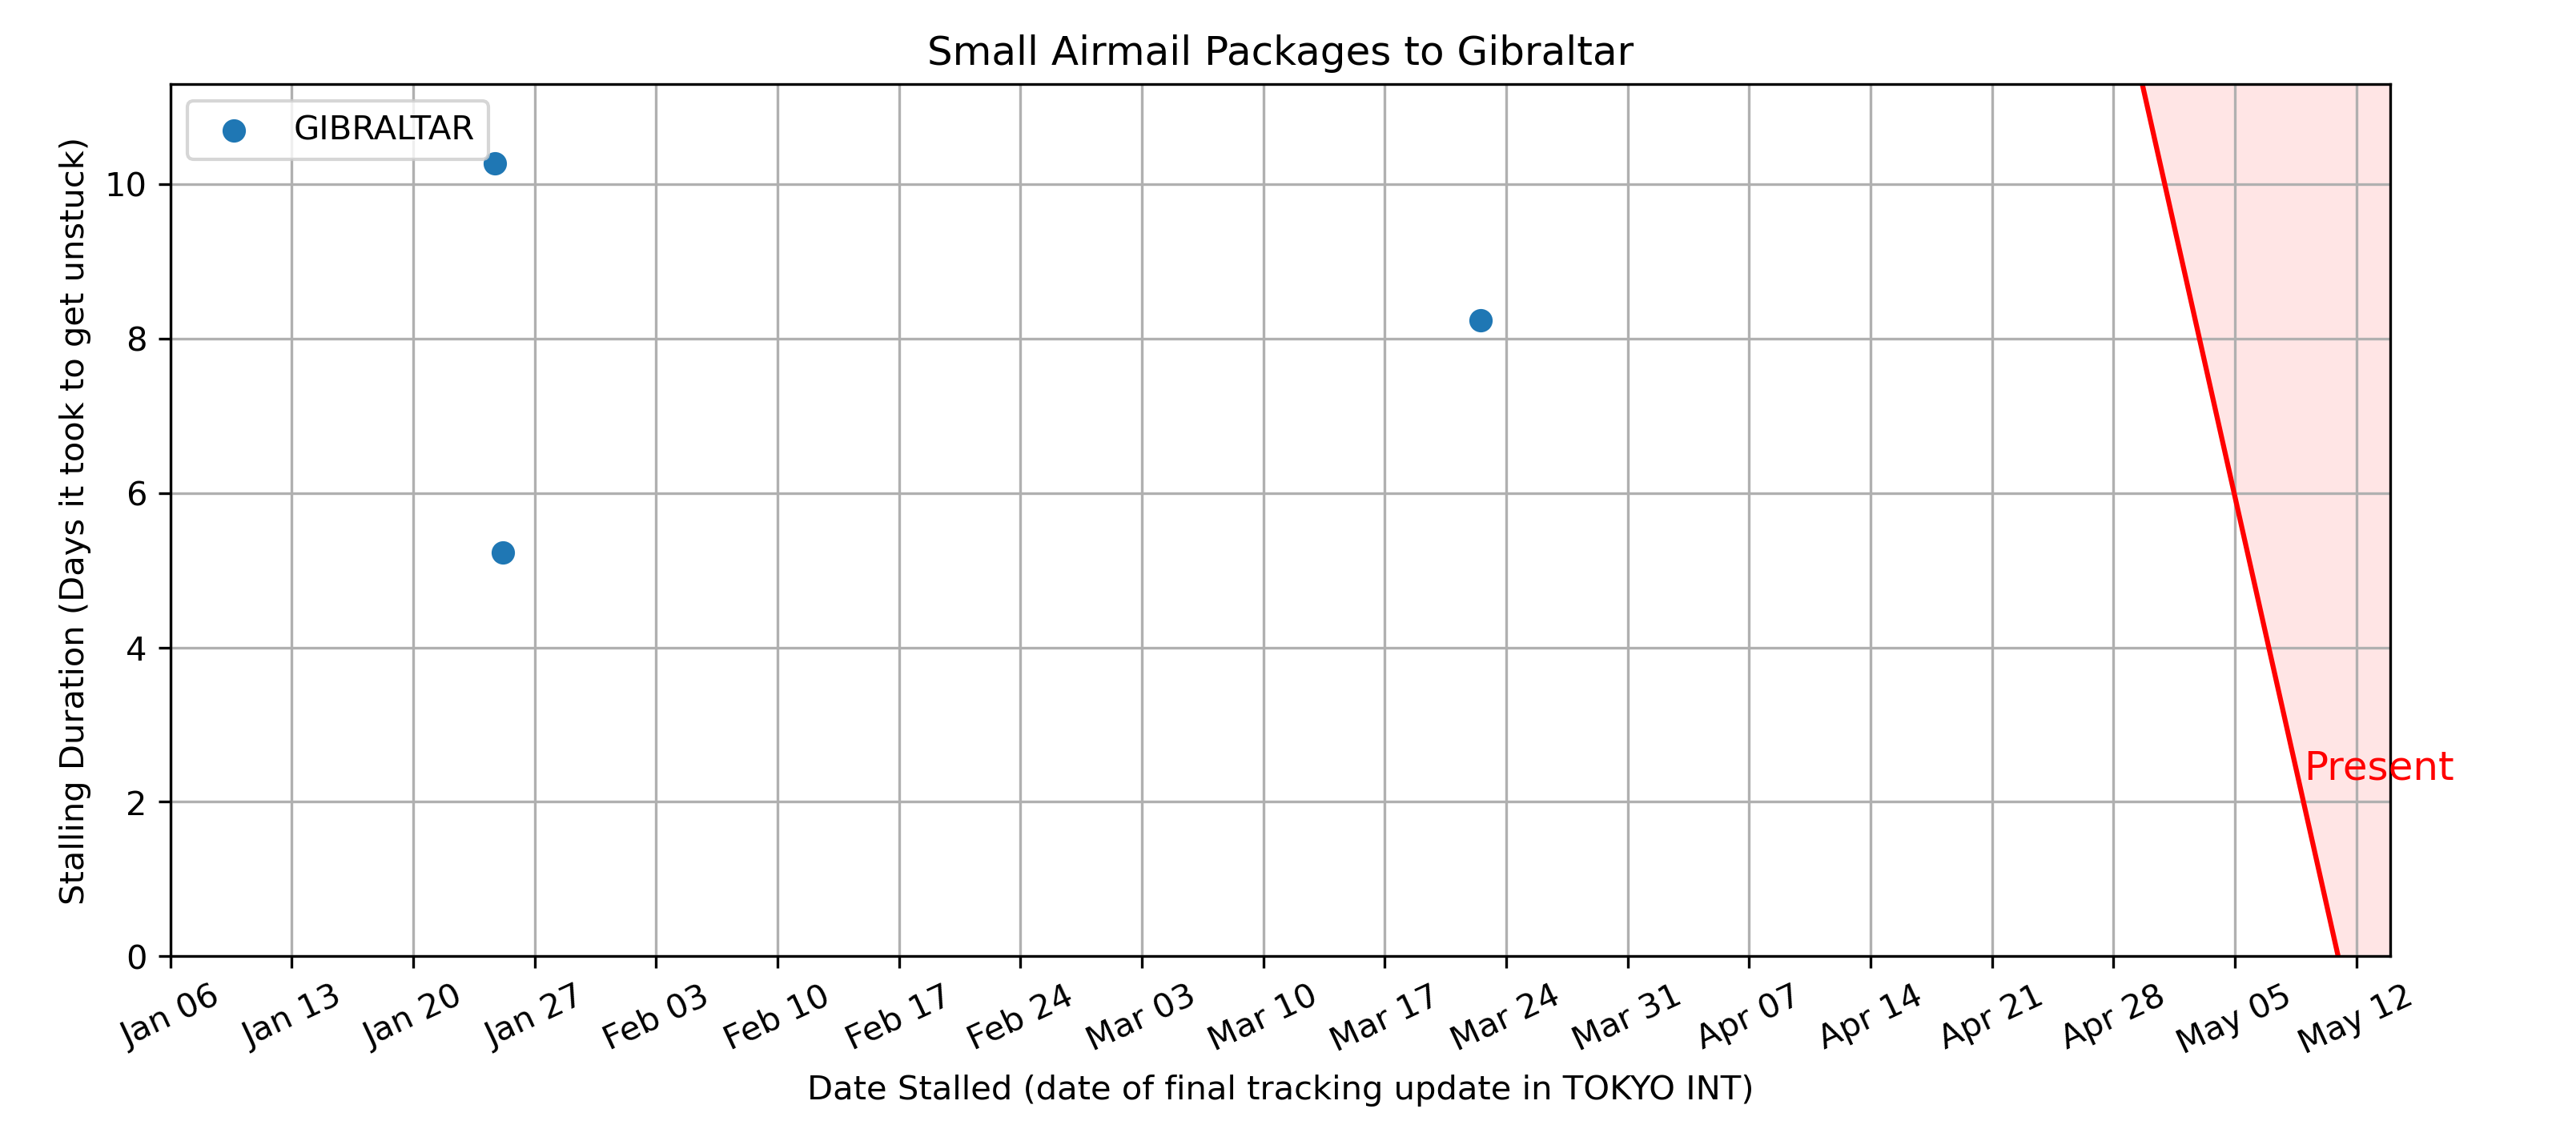 Small Airmail Packages to Gibraltar
GIBRALTAR
Stalling Duration (Days it took to get unstuck)
10
8
6
4
2
0
Present
Jan 06 Jan 13 Jan 20 Jan 27 Feb 03 Feb 10 Feb 17 Feb 24 Mar 03 Mar 10 Mar 17 Mar 24 Mar 31 Apr 07 Apr 14 Apr 21 Apr 28 May 05 May 12
Date Stalled (date of final tracking update in TOKYO INT)